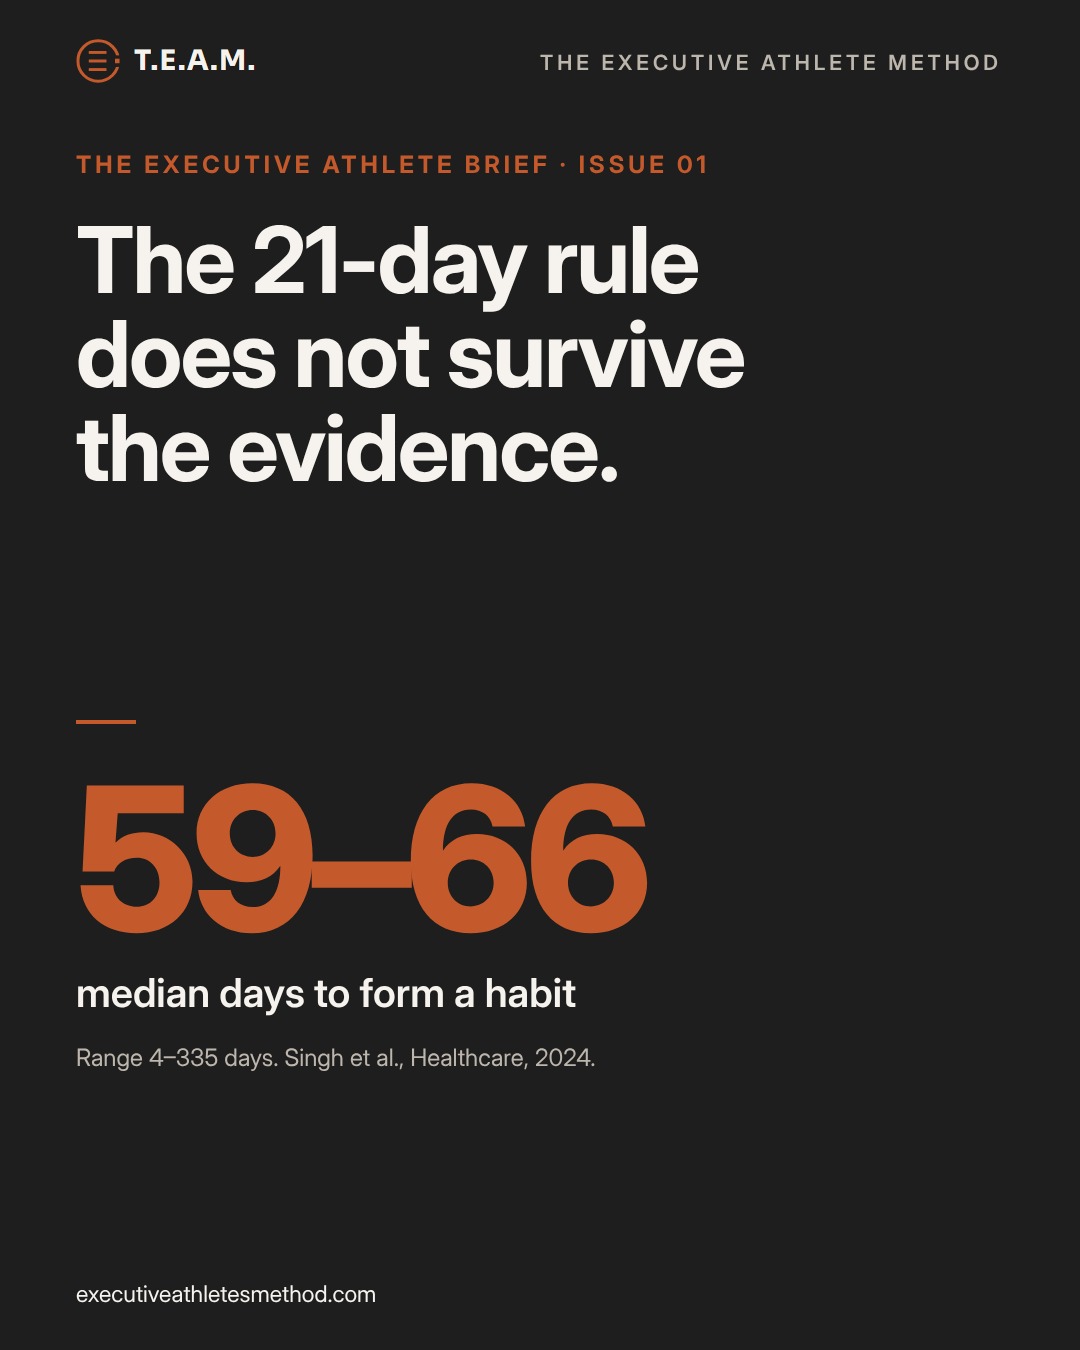 T.E.A.M.
THE EXECUTIVE ATHLETE METHOD
THE EXECUTIVE ATHLETE BRIEF · ISSUE 01
The 21-day rule
does not survive
the evidence.
59–66
median days to form a habit
Range 4–335 days. Singh et al., Healthcare, 2024.
executiveathletesmethod.com